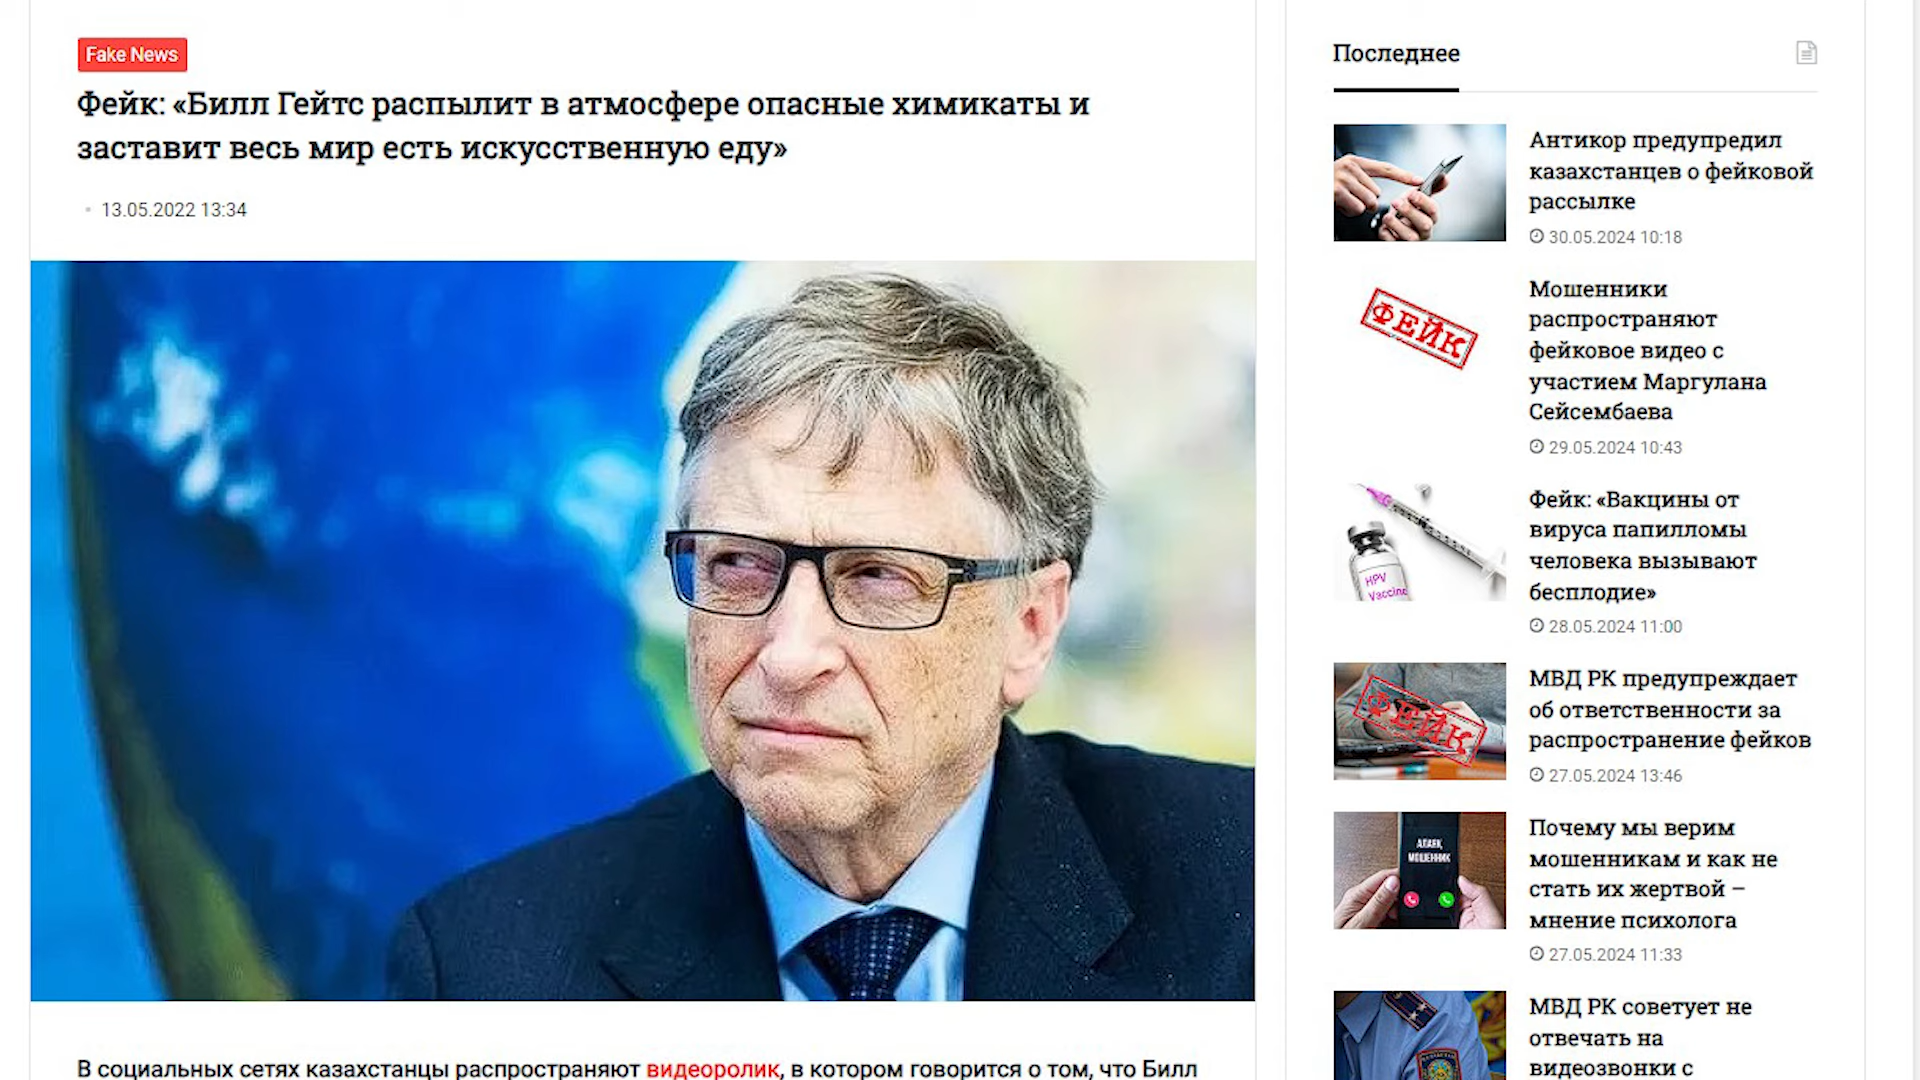 Fake News
Фейк: «Билл Гейтс распылит в атмосфере опасные химикаты и
заставит весь мир есть искусственную еду»
13.05.2022 13:34
В социальных сетях казахстанцы распространяют видеоролик, в котором говорится о том, что Билл
Последнее
Антикор предупредил
казахстанцев о фейковой
рассылке
30.05.2024 10:18
ФЕЙК
Мошенники
распространяют
фейковое видео с
участием Маргулана
Сейсембаева
29.05.2024 10:43
HPV
Vaccine
Фейк: «Вакцины от
вируса папилломы
человека вызывают
бесплодие»
28.05.2024 11:00
ФЕЙК
МВД РК предупреждает
об ответственности за
распространение фейков
27.05.2024 13:46
АЛАЯҚ
МОШЕННИК
Почему мы верим
мошенникам и как не
стать их жертвой –
мнение психолога
27.05.2024 11:33
МВД РК советует не
отвечать на
видеозвонки с